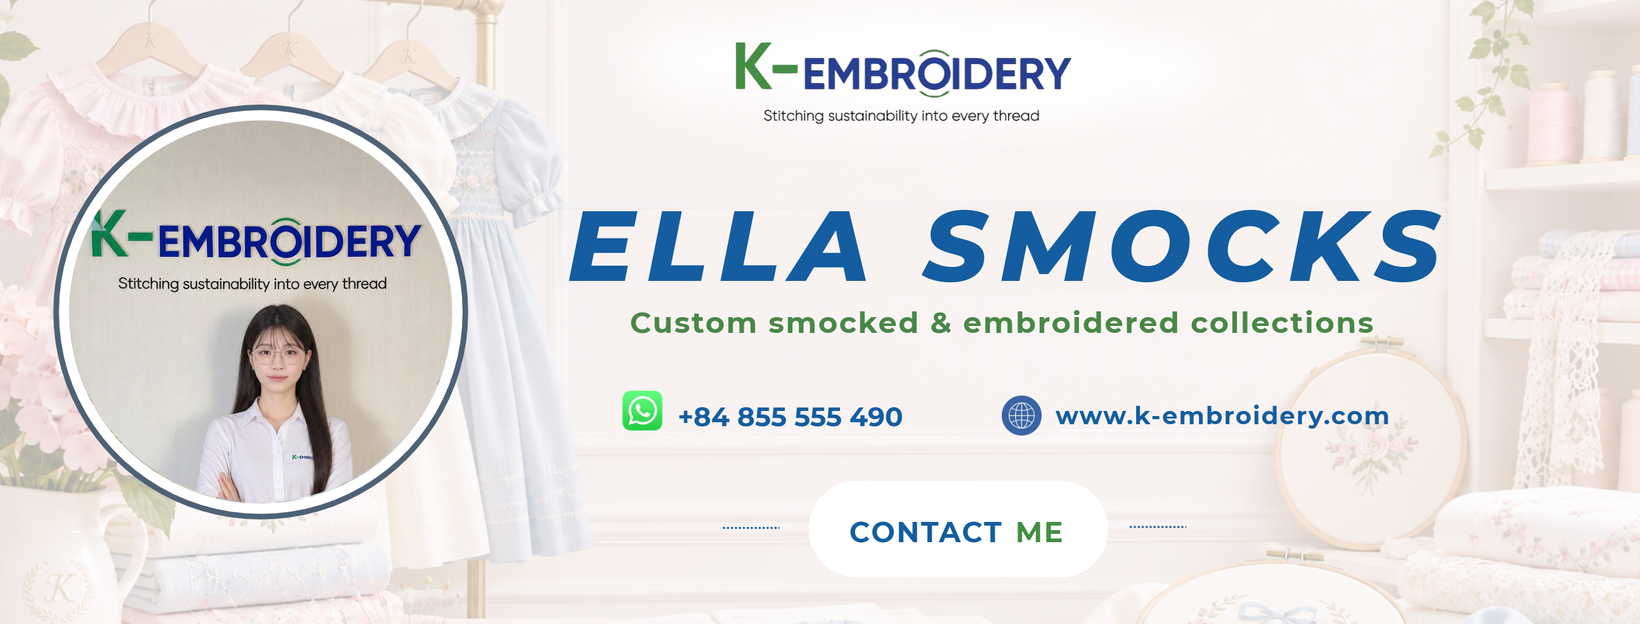 K-EMBROIDERY
Stitching sustainability into every thread
K-EMBROIDERY
Stitching sustainability into every thread
ELLA SMOCKS
Custom smocked & embroidered collections
+84 855 555 490
www.k-embroidery.com
CONTACT ME
K
K
K
K